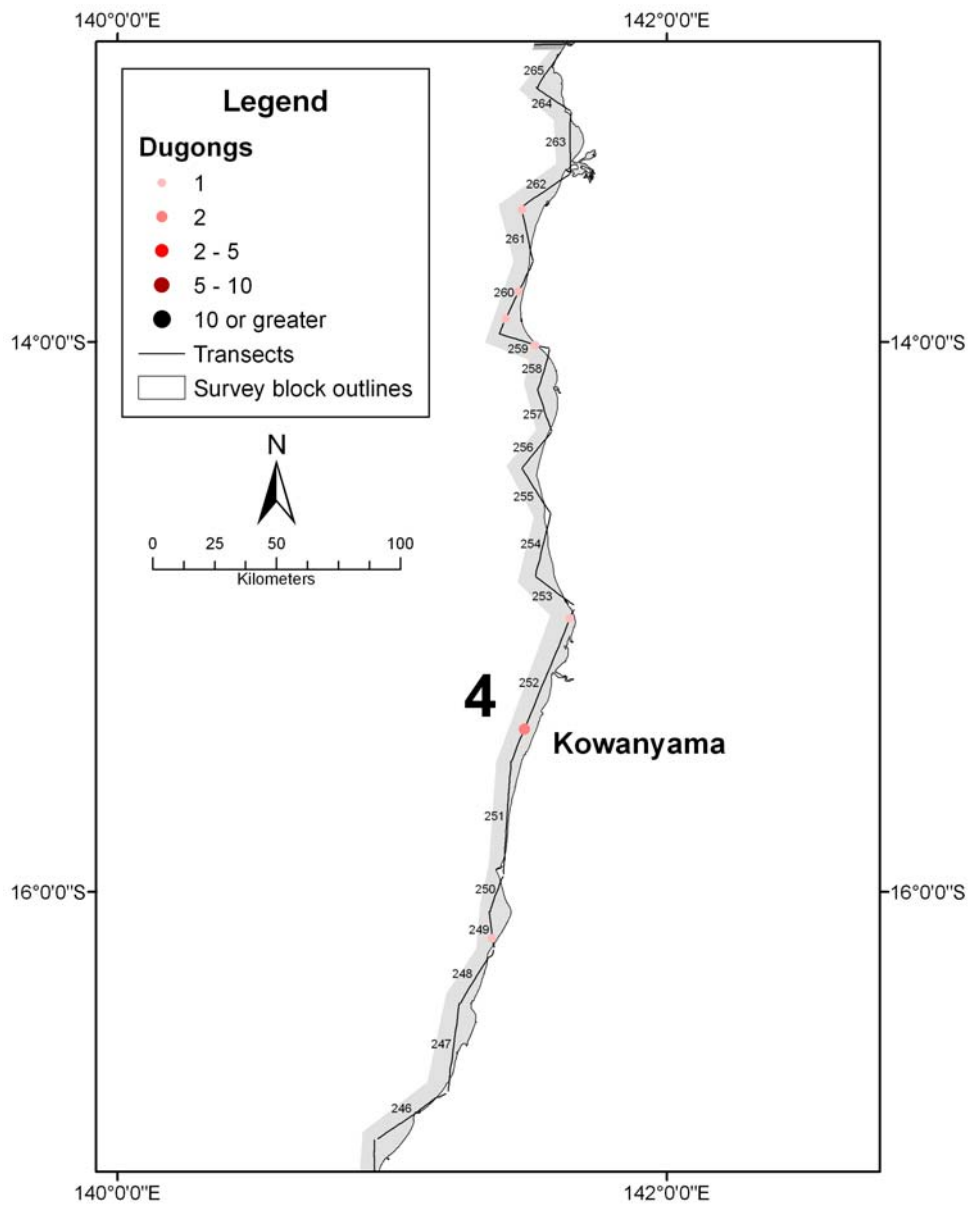 140°0'0"E 142°0'0"E
Legend
Dugongs
1
2
2 - 5
5 - 10
10 or greater
Transects
Survey block outlines
N
0 25 50 100
Kilometers
265
264
263
262
261
260
14°0'0"S 14°0'0"S
259
258
257
256
255
254
253
252
4
Kowanyama
251
16°0'0"S 16°0'0"S
250
249
248
247
246
140°0'0"E 142°0'0"E